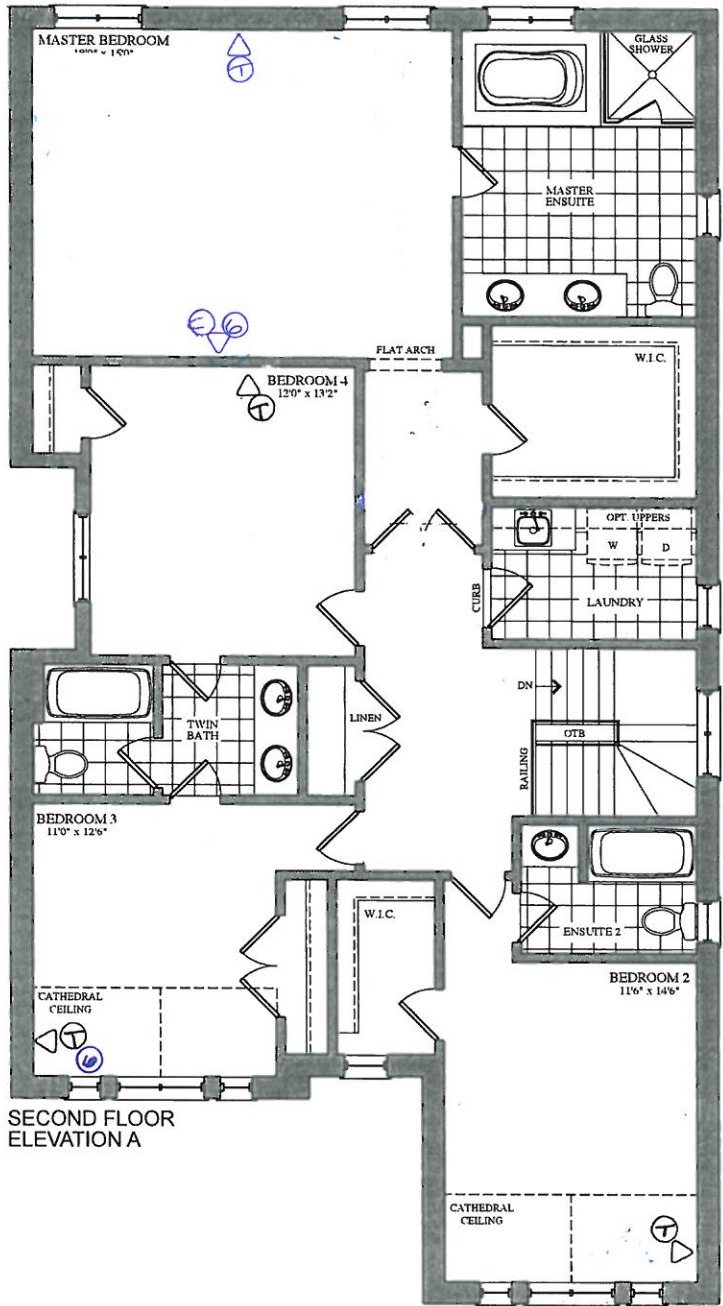 MASTER BEDROOM
GLASS
SHOWER
T
MASTER
ENSUITE
6
FLAT ARCH
W.I.C.
BEDROOM 4
12'0" x 13'2"
T
OPT. UPPERS
W D
CURB
LAUNDRY
DN
LINEN
TWIN
BATH
OTB
RAILING
BEDROOM 3
11'0" x 12'6"
W.I.C.
ENSUITE 2
BEDROOM 2
11'6" x 14'6"
CATHEDRAL
CEILING
T
6
SECOND FLOOR
ELEVATION A
CATHEDRAL
CEILING
T